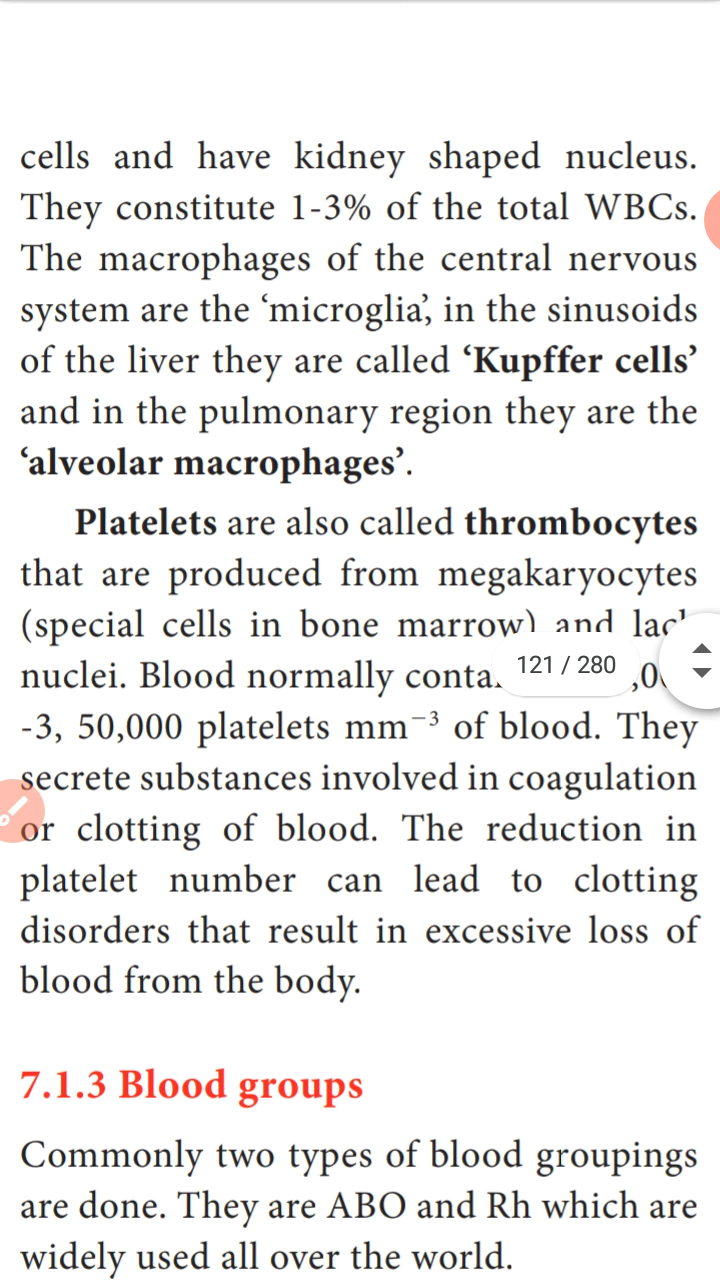 cells and have kidney shaped nucleus.
They constitute 1-3% of the total WBCs.
The macrophages of the central nervous
system are the ‘microglia’, in the sinusoids
of the liver they are called ‘Kupffer cells’
and in the pulmonary region they are the
‘alveolar macrophages’.
Platelets are also called thrombocytes
that are produced from megakaryocytes
(special cells in bone marrow) and lack
nuclei. Blood normally
121 / 280
-3, 50,000 platelets mm⁻³ of blood. They
secrete substances involved in coagulation
or clotting of blood. The reduction in
platelet number can lead to clotting
disorders that result in excessive loss of
blood from the body.
7.1.3 Blood groups
Commonly two types of blood groupings
are done. They are ABO and Rh which are
widely used all over the world.